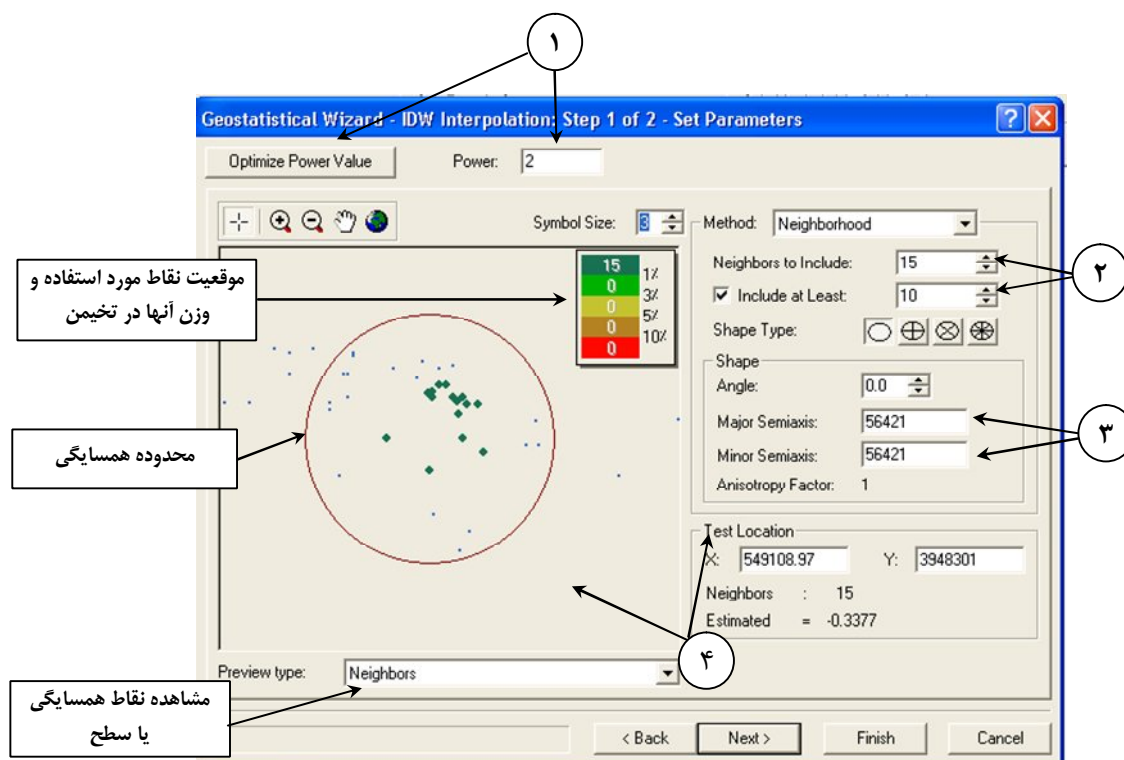 ۱
Geostatistical Wizard - IDW Interpolation: Step 1 of 2 - Set Parameters
Optimize Power Value
Power: 2
Symbol Size: 3
Method: Neighborhood
موقعیت نقاط مورد استفاده و
وزن آنها در تخیمن
15
0
0
0
0
1%
3%
5%
10%
Neighbors to Include: 15
Include at Least: 10
۲
Shape Type:
Shape
Angle: 0.0
Major Semiaxis: 56421
Minor Semiaxis: 56421
۳
Anisotropy Factor: 1
محدوده همسایگی
Test Location
X: 549108.97 Y: 3948301
Neighbors : 15
Estimated = -0.3377
۴
Preview type: Neighbors
مشاهده نقاط همسایگی
یا سطح
< Back Next > Finish Cancel